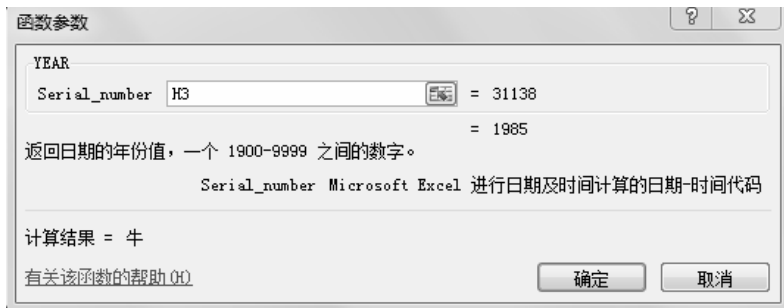 函数参数
YEAR
Serial_number H3 = 31138
= 1985
返回日期的年份值，一个 1900-9999 之间的数字。
Serial_number Microsoft Excel 进行日期及时间计算的日期-时间代码
计算结果 = 牛
有关该函数的帮助(H)
确定 取消